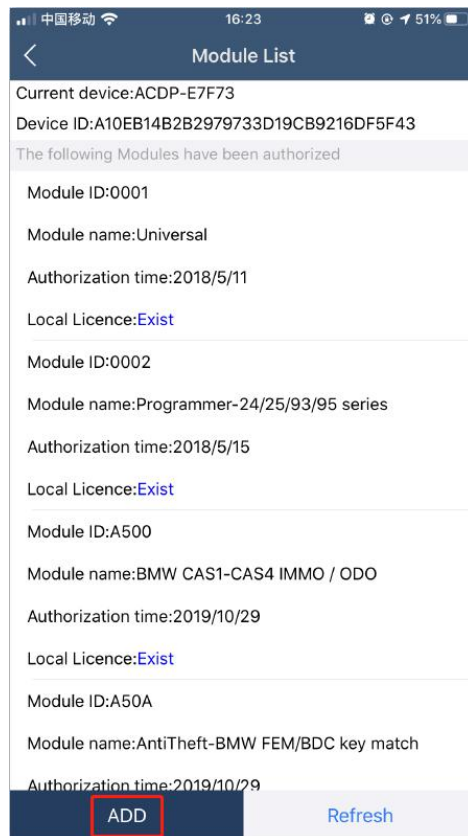 中国移动 16:23 51%
Module List
Current device:ACDP-E7F73
Device ID:A10EB14B2B2979733D19CB9216DF5F43
The following Modules have been authorized
Module ID:0001
Module name:Universal
Authorization time:2018/5/11
Local Licence:Exist
Module ID:0002
Module name:Programmer-24/25/93/95 series
Authorization time:2018/5/15
Local Licence:Exist
Module ID:A500
Module name:BMW CAS1-CAS4 IMMO / ODO
Authorization time:2019/10/29
Local Licence:Exist
Module ID:A50A
Module name:AntiTheft-BMW FEM/BDC key match
Authorization time:2019/10/29
ADD Refresh